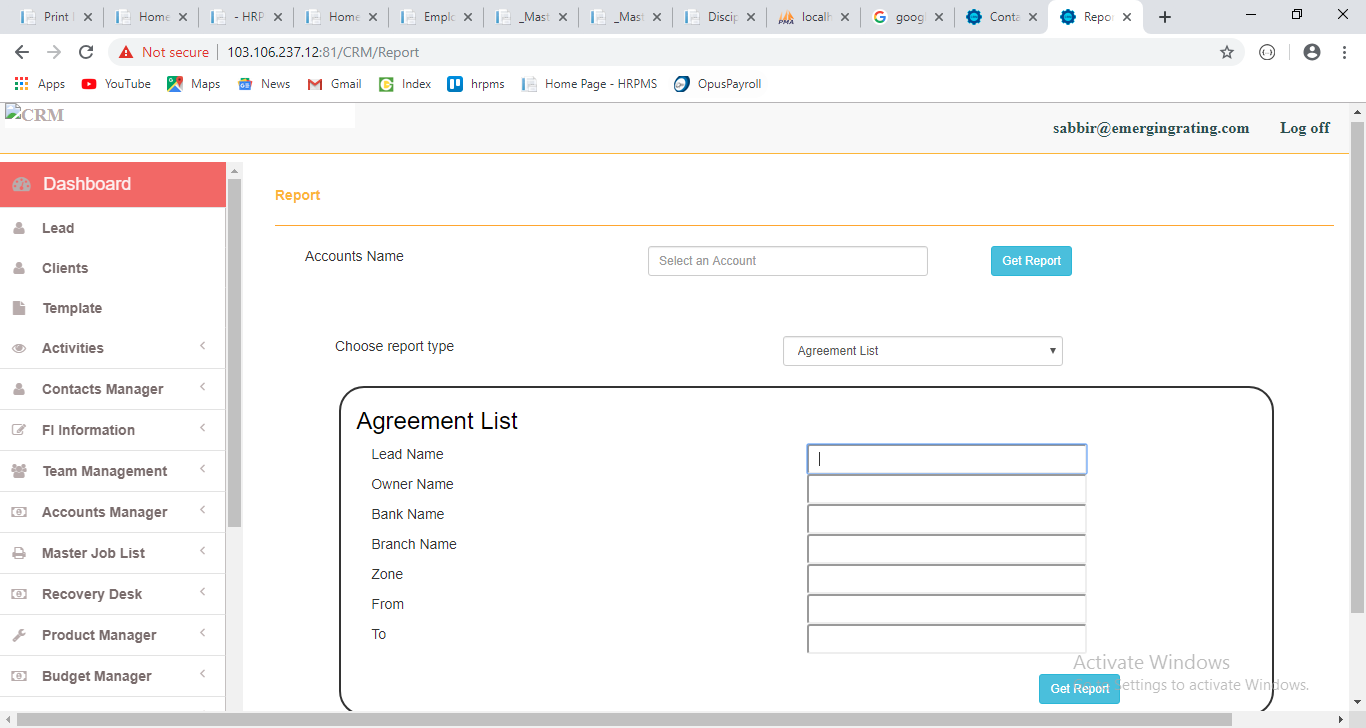 Print
Home
- HRP
Home
Emplo
_Mast
_Mast
Discip
localh
goog
Conta
Repor
Not secure
103.106.237.12:81/CRM/Report
Apps
YouTube
Maps
News
Gmail
Index
hrpms
Home Page - HRPMS
OpusPayroll
CRM
sabbir@emergingrating.com
Log off
Dashboard
Report
Lead
Accounts Name
Select an Account
Get Report
Clients
Template
Activities
Choose report type
Agreement List
Contacts Manager
FI Information
Team Management
Accounts Manager
Master Job List
Recovery Desk
Product Manager
Budget Manager
Agreement List
Lead Name
Owner Name
Bank Name
Branch Name
Zone
From
To
Get Report
Activate Windows
ettings to activate Windows.